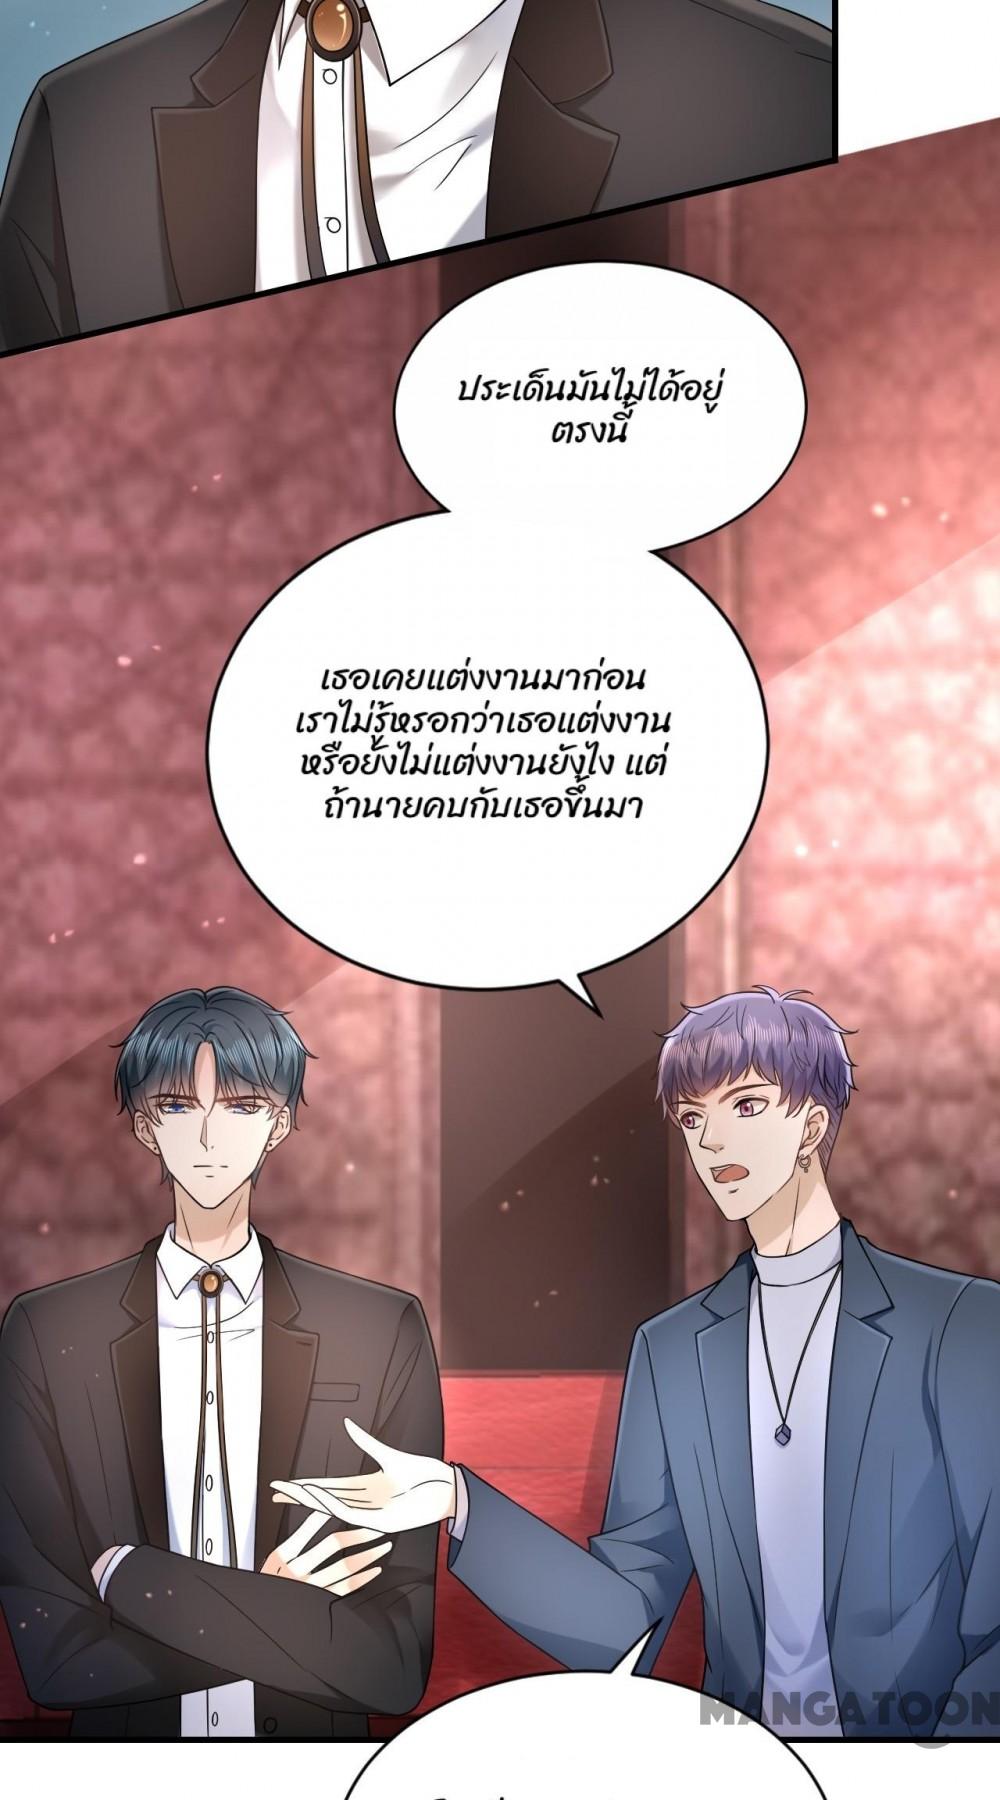 ประเด็นมันไม่ได้อยู่
ตรงนี้
เธอเคยแต่งงานมาก่อน
เราไม่รู้หรอกว่าเธอแต่งงาน
หรือยังไม่แต่งงานยังไง แต่
ถ้านายคบกับเธอขึ้นมา
MANGATOON